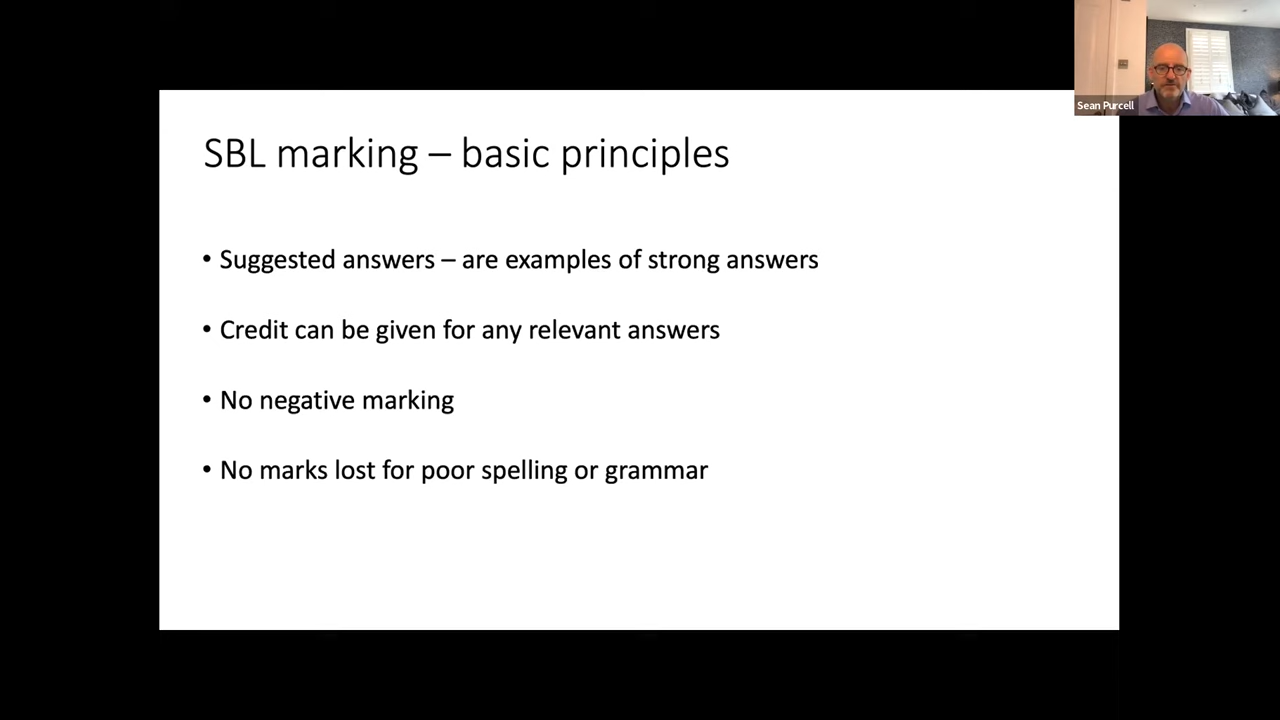 Sean Purcell
SBL marking – basic principles
• Suggested answers – are examples of strong answers
• Credit can be given for any relevant answers
• No negative marking
• No marks lost for poor spelling or grammar